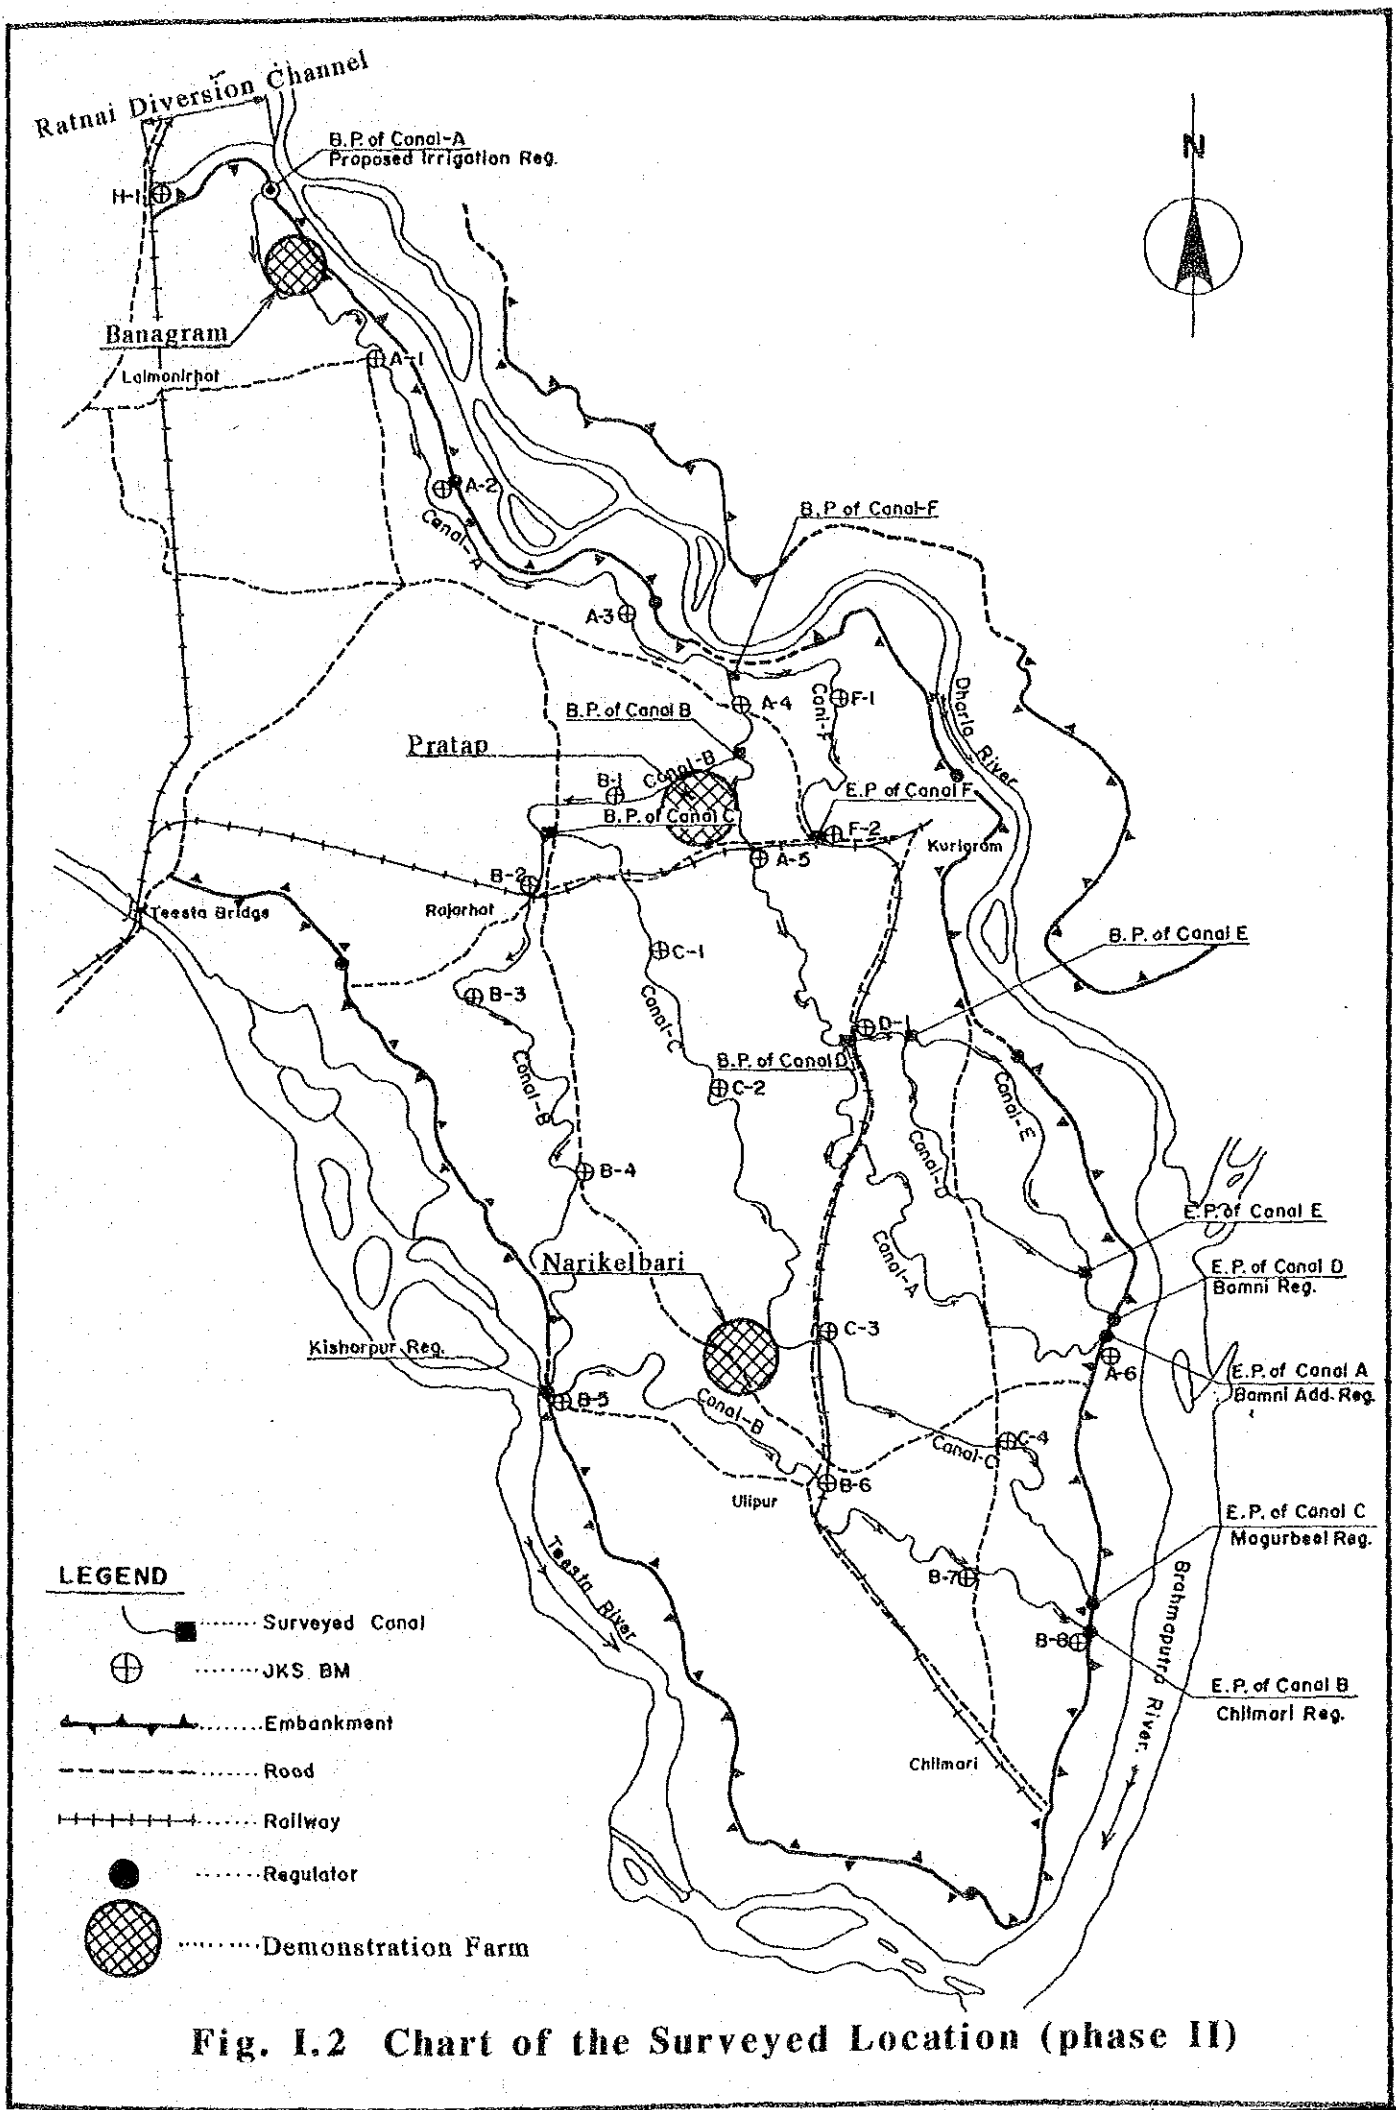 Ratnai Diversion Channel
B.P. of Canal-A
Proposed Irrigation Reg.
N
H-1
Banagram
Lalmonirhat
A-1
A-2
Canal-A
B.P of Canal-F
A-3
Dharla River
A-4
F-1
Canl-F
B.P. of Canal B
Pratap
Canal-B
B-1
E.P of Canal F
B.P. of Canal C
F-2
Kurigram
A-5
B-2
Rajarhat
Teesta Bridge
B.P. of Canal E
C-1
B-3
Canal-C
D-1
B.P. of Canal D
Canal-E
C-2
Canal-B
Canal-D
B-4
E.P. of Canal E
Canal-A
Narikelbari
E.P. of Canal D
Bamni Reg.
C-3
Kishorpur Reg.
A-6
E.P. of Canal A
Bamni Add. Reg.
B-5
Canal-B
Canal-C
C-4
B-6
Ulipur
E.P. of Canal C
Magurbeel Reg.
Teesta River
B-7
Brahmaputra River.
B-8
E.P. of Canal B
Chilmari Reg.
Chilmari
LEGEND
Surveyed Canal
JKS BM
Embankment
Road
Railway
Regulator
Demonstration Farm
Fig. I.2 Chart of the Surveyed Location (phase II)